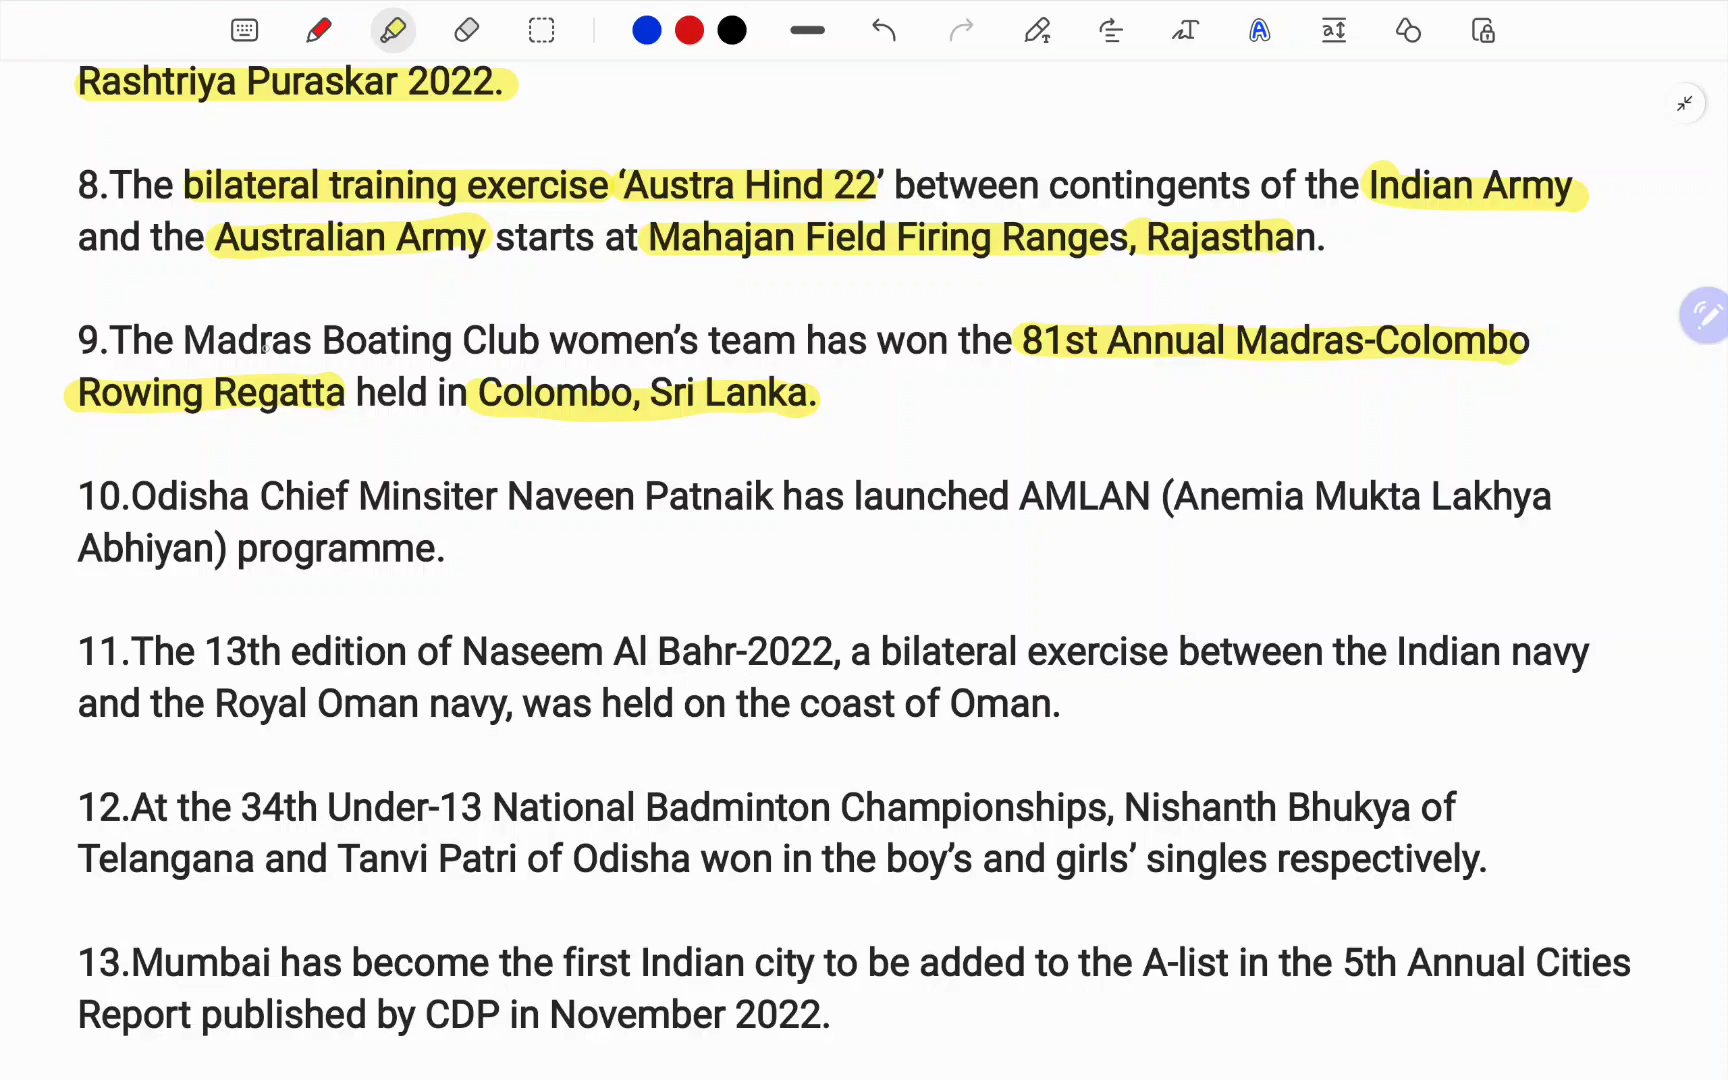 Rashtriya Puraskar 2022.
8.The bilateral training exercise ‘Austra Hind 22’ between contingents of the Indian Army
and the Australian Army starts at Mahajan Field Firing Ranges, Rajasthan.
9.The Madras Boating Club women’s team has won the 81st Annual Madras-Colombo
Rowing Regatta held in Colombo, Sri Lanka.
10.Odisha Chief Minsiter Naveen Patnaik has launched AMLAN (Anemia Mukta Lakhya
Abhiyan) programme.
11.The 13th edition of Naseem Al Bahr-2022, a bilateral exercise between the Indian navy
and the Royal Oman navy, was held on the coast of Oman.
12.At the 34th Under-13 National Badminton Championships, Nishanth Bhukya of
Telangana and Tanvi Patri of Odisha won in the boy’s and girls’ singles respectively.
13.Mumbai has become the first Indian city to be added to the A-list in the 5th Annual Cities
Report published by CDP in November 2022.